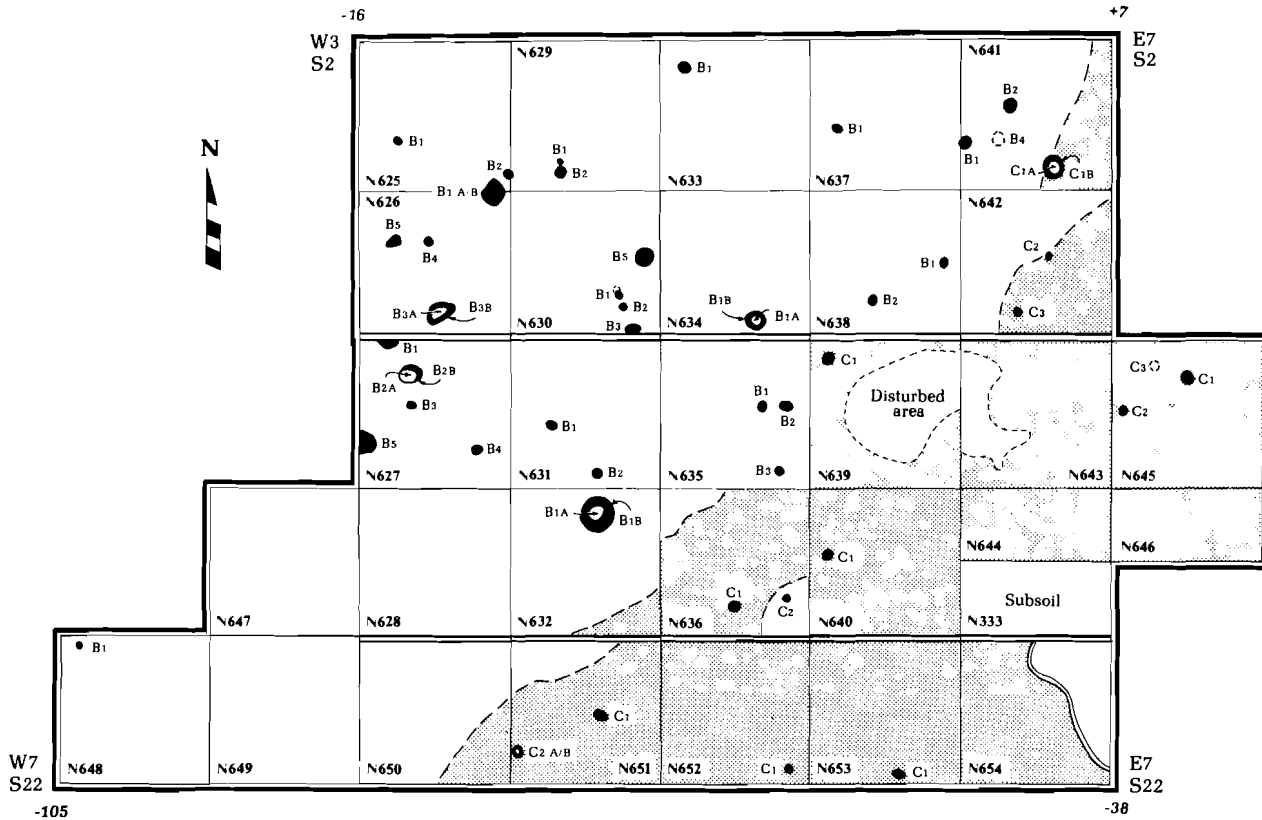 -16 +7
W3 E7
S2 S2
N629 N641
B1
B2
B1 B1 B4
B1
B1
B2 B2
C1A C1B
N625 B1 A/B N633 N637
N626 N642
B5 B4
C2
B5 B1
B1
B2
B3A B3B B2 B1B B1A C3
N630 B3 N634 N638
N
B1 C1
B2A B2B C3 C1
B3 B1 B2 Disturbed
area C2
B1
B5 B4
B2 B3
N627 N631 N635 N639 N643 N645
B1A B1B
N644 N646
C1
C1 C2 Subsoil
N647 N628 N632 N636 N640 N333
B1
C1
C2 A/B
C1 C1
W7 E7
S22 N648 N649 N650 N651 N652 N653 N654 S22
-105 -38